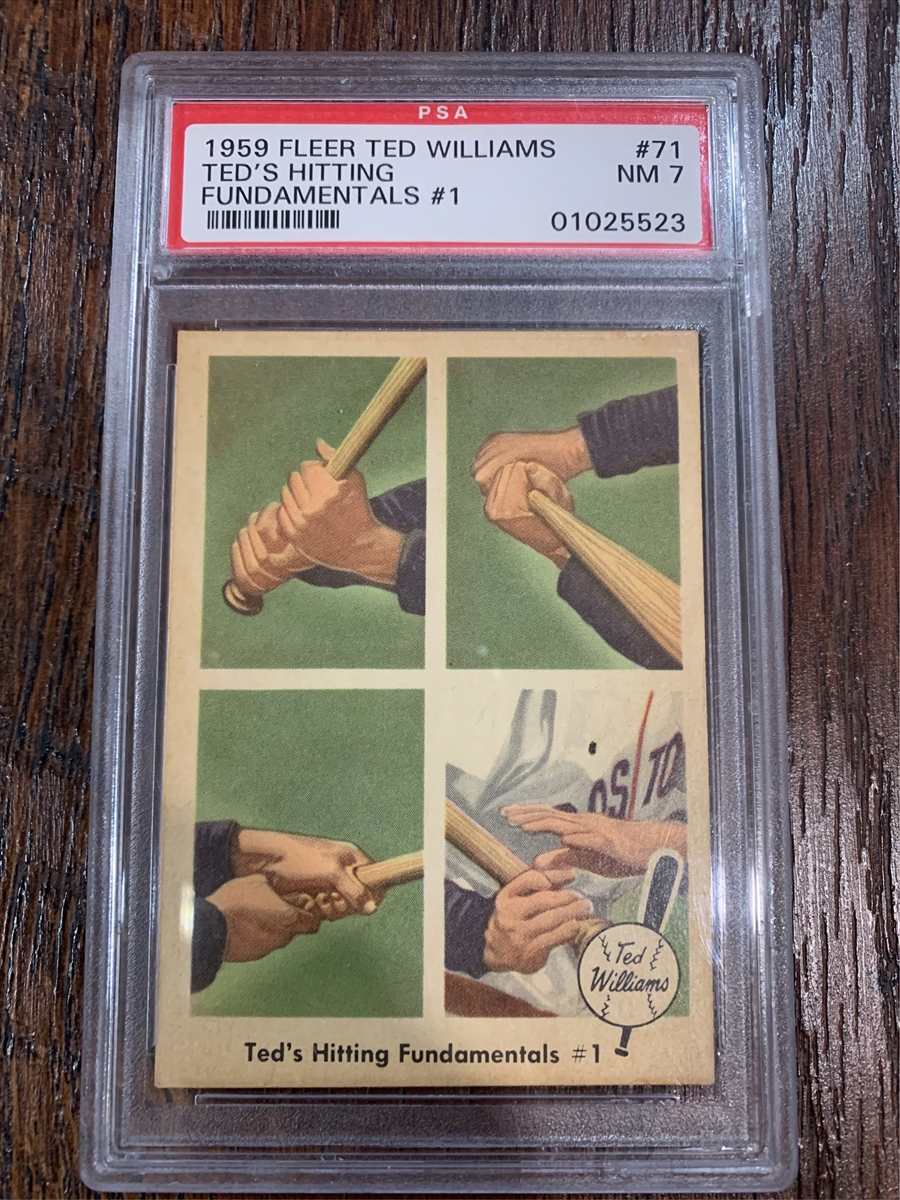 PSA
1959 FLEER TED WILLIAMS #71
TED'S HITTING NM 7
FUNDAMENTALS #1
01025523
BOSTON
Ted
Williams
Ted's Hitting Fundamentals #1